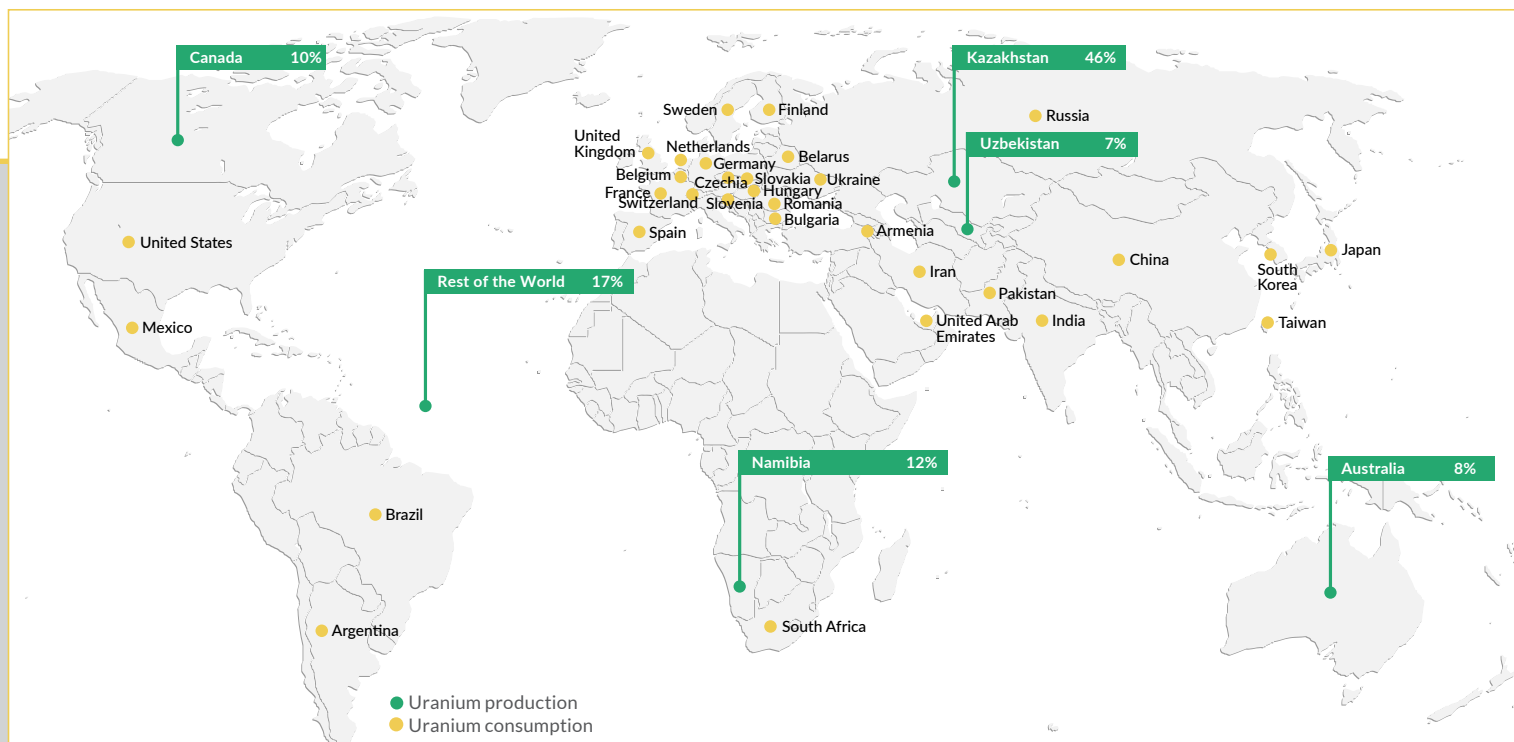 Canada 10%
Kazakhstan 46%
Sweden
Finland
Russia
United
Kingdom
Netherlands
Uzbekistan 7%
Germany
Belarus
Belgium
Czechia
Slovakia
Ukraine
France
Hungary
Switzerland
Slovenia
Romania
Bulgaria
United States
Spain
Armenia
Japan
China
South
Korea
Rest of the World 17%
Iran
Pakistan
Mexico
United Arab
Emirates
India
Taiwan
Namibia 12%
Australia 8%
Brazil
Argentina
South Africa
Uranium production
Uranium consumption